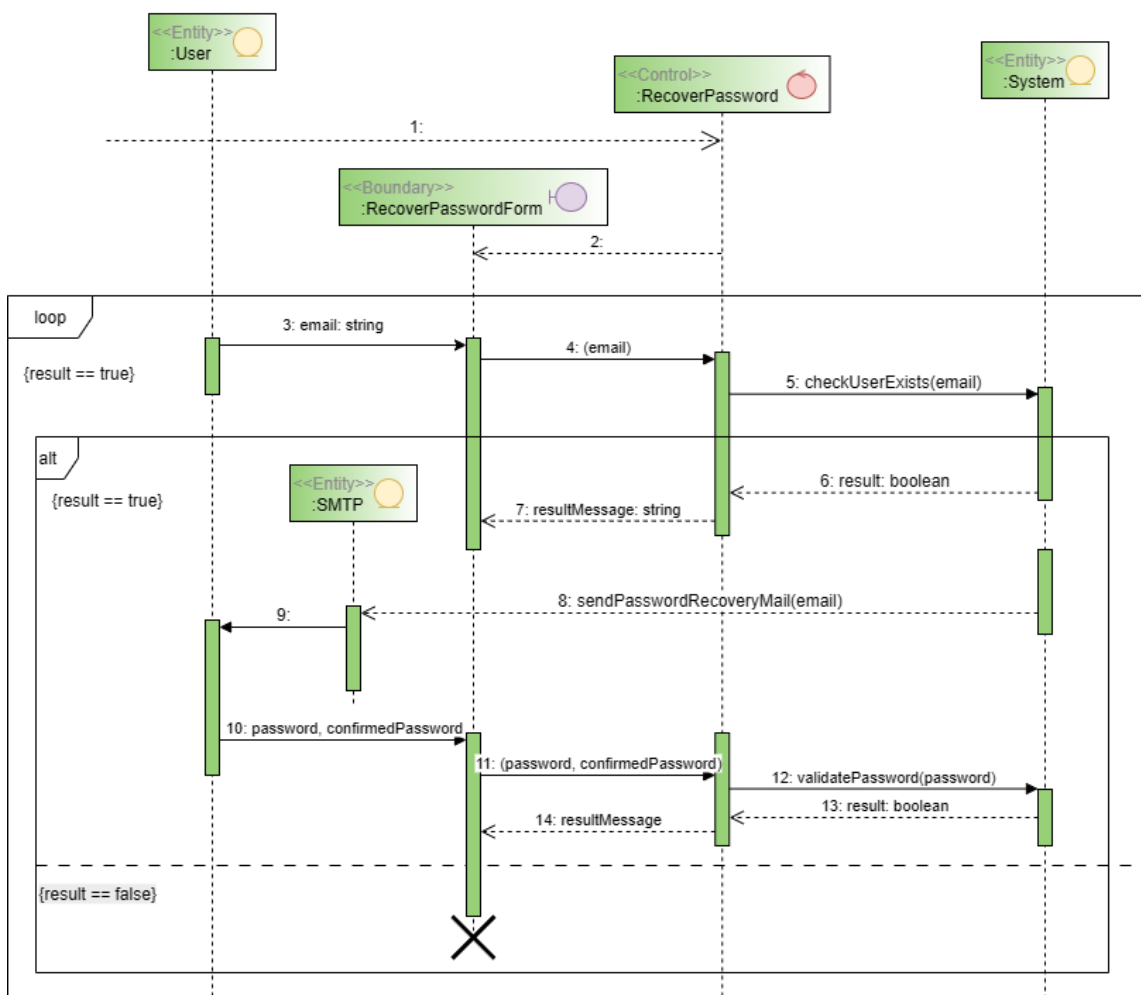 <<Entity>>
:User
<<Control>>
:RecoverPassword
<<Entity>>
:System
1:
<<Boundary>>
:RecoverPasswordForm
2:
loop
3: email: string
4: (email)
{result == true}
5: checkUserExists(email)
alt
{result == true}
<<Entity>>
:SMTP
6: result: boolean
7: resultMessage: string
8: sendPasswordRecoveryMail(email)
9:
10: password, confirmedPassword
11: (password, confirmedPassword)
12: validatePassword(password)
13: result: boolean
14: resultMessage
{result == false}